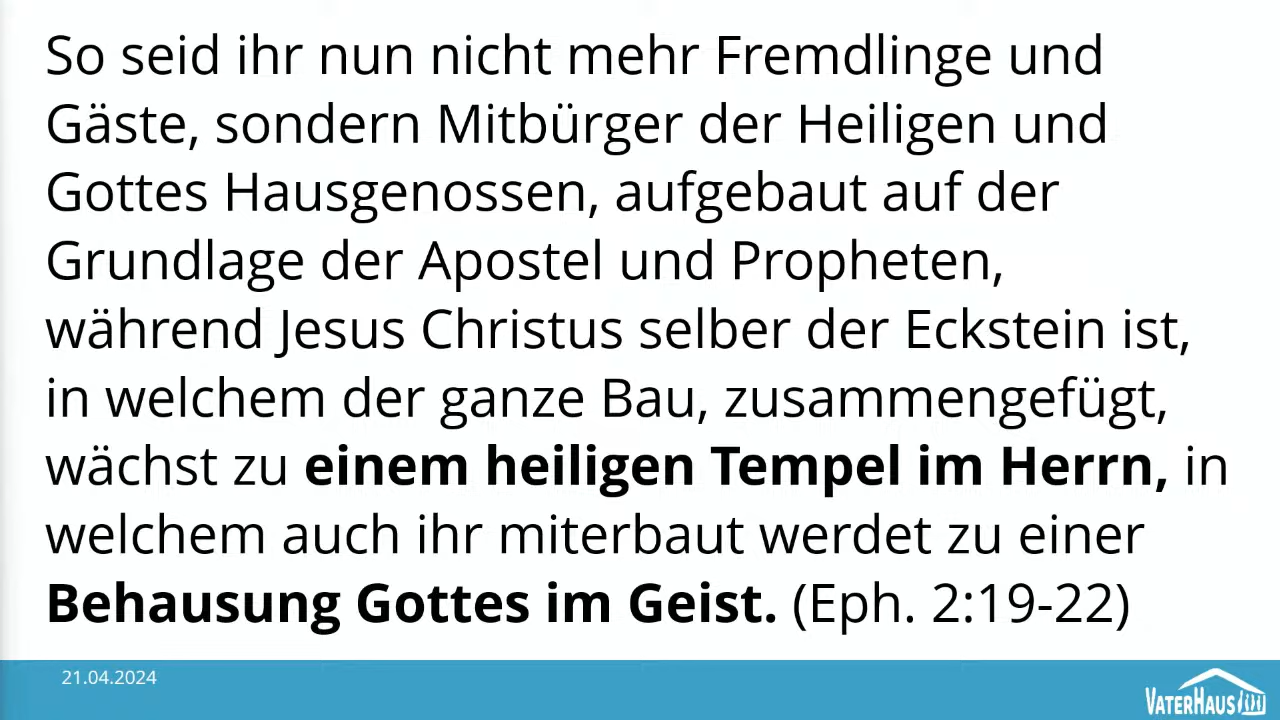 So seid ihr nun nicht mehr Fremdlinge und
Gäste, sondern Mitbürger der Heiligen und
Gottes Hausgenossen, aufgebaut auf der
Grundlage der Apostel und Propheten,
während Jesus Christus selber der Eckstein ist,
in welchem der ganze Bau, zusammengefügt,
wächst zu einem heiligen Tempel im Herrn, in
welchem auch ihr miterbaut werdet zu einer
Behausung Gottes im Geist. (Eph. 2:19-22)
21.04.2024
VATERHAUS